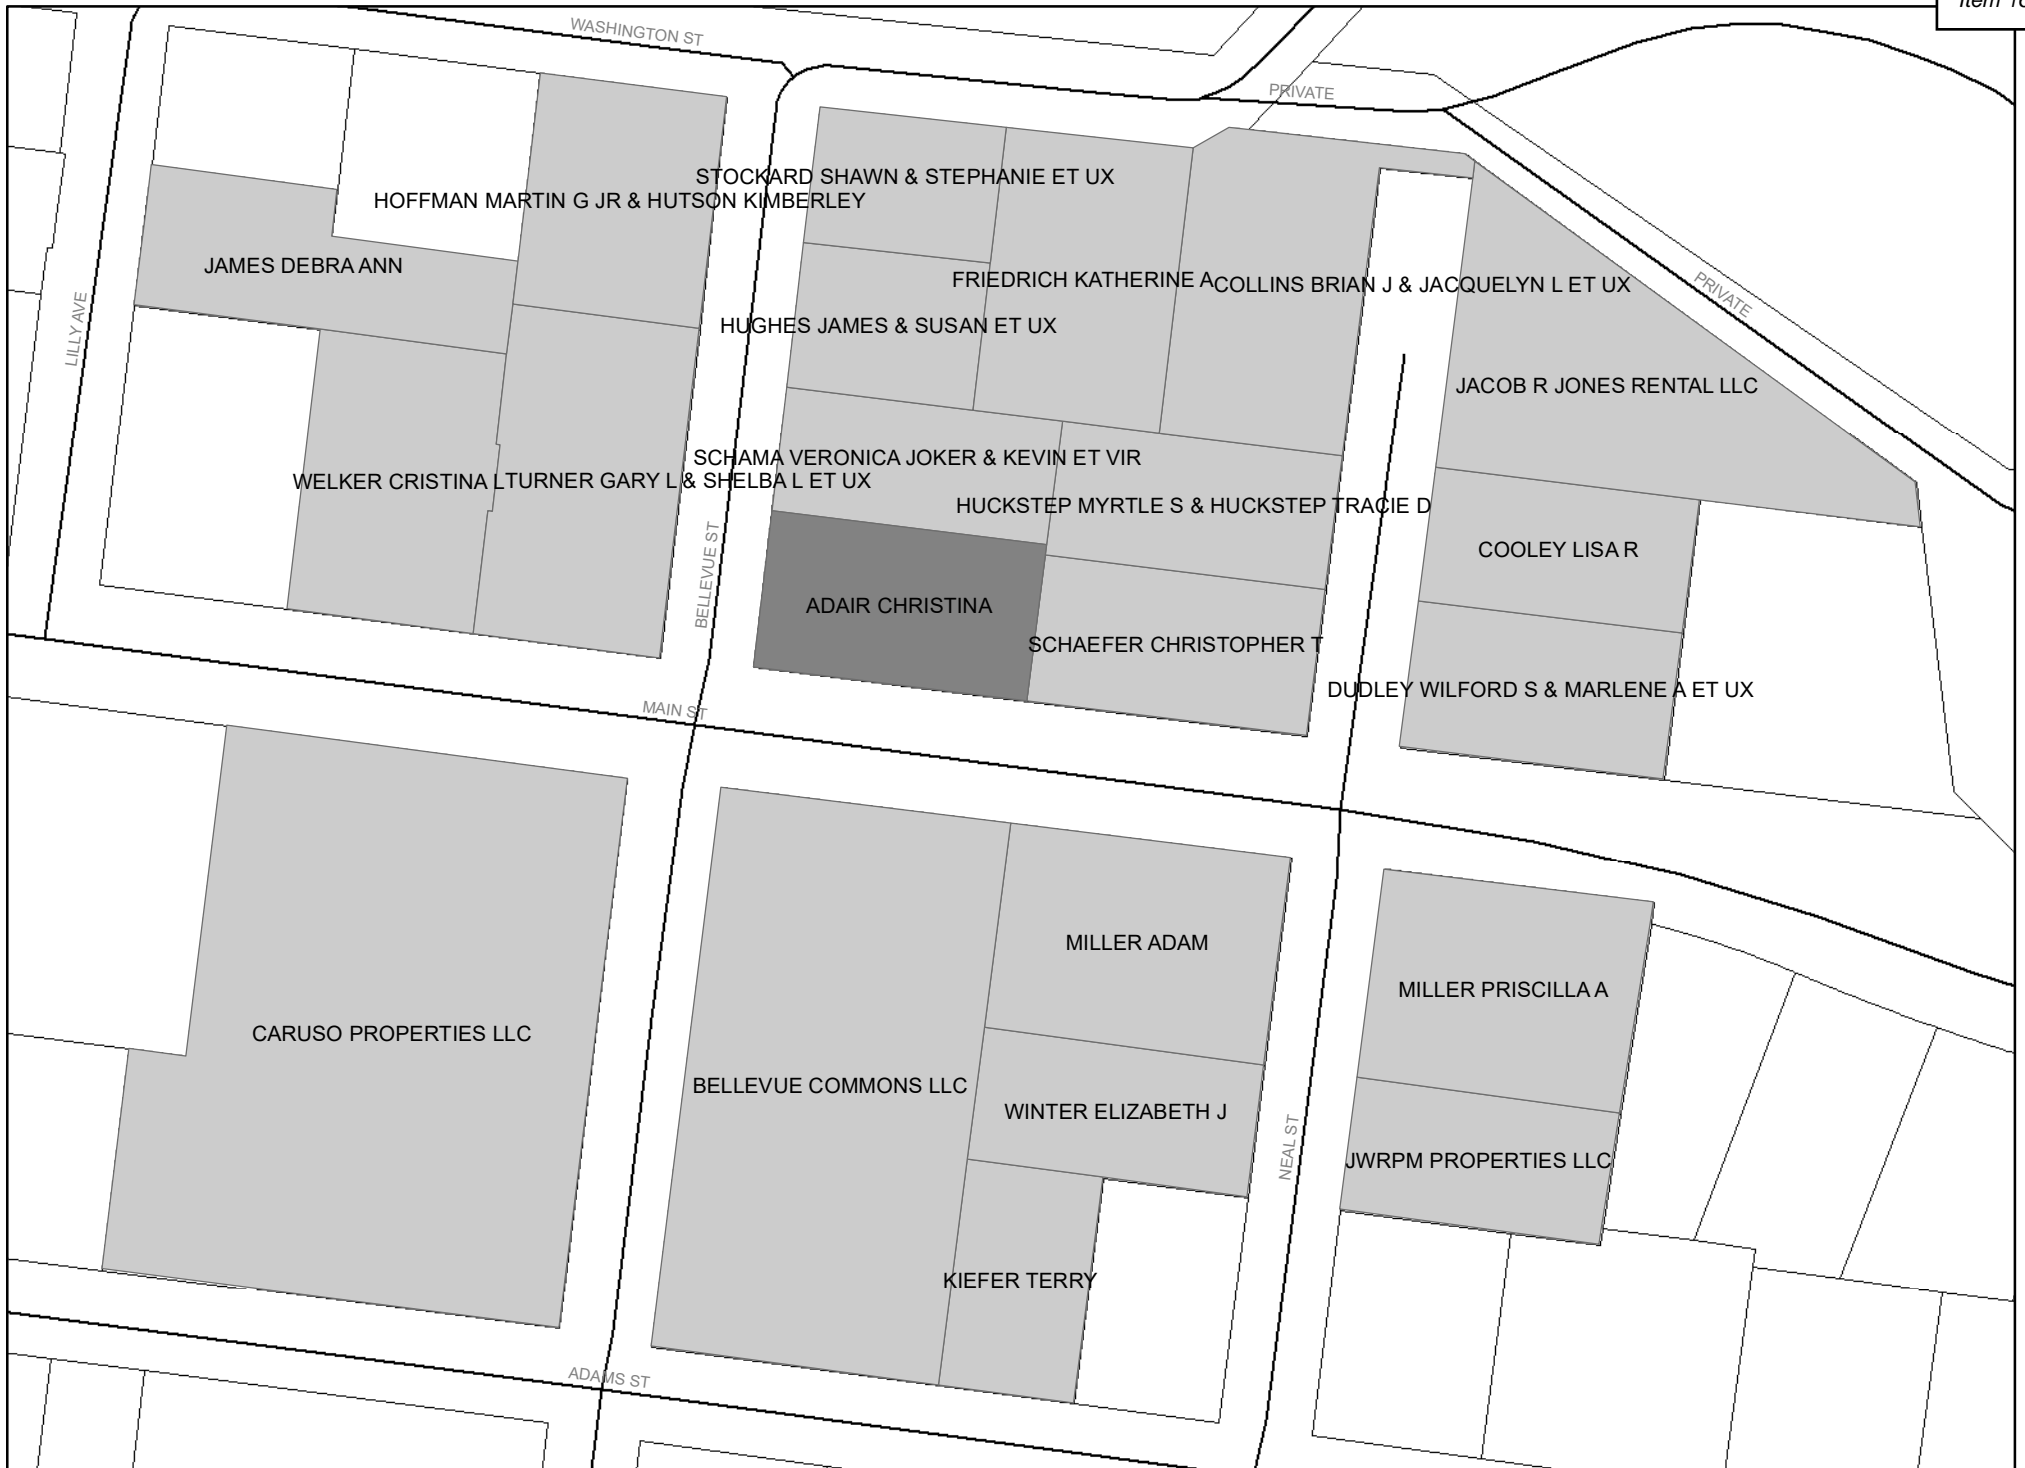 Item 10
WASHINGTON ST
PRIVATE
STOCKARD SHAWN & STEPHANIE ET UX
HOFFMAN MARTIN G JR & HUTSON KIMBERLEY
JAMES DEBRA ANN
FRIEDRICH KATHERINE A
COLLINS BRIAN J & JACQUELYN L ET UX
PRIVATE
LILLY AVE
HUGHES JAMES & SUSAN ET UX
JACOB R JONES RENTAL LLC
SCHAMA VERONICA JOKER & KEVIN ET VIR
WELKER CRISTINA L
TURNER GARY L & SHELBA L ET UX
HUCKSTEP MYRTLE S & HUCKSTEP TRACIE D
COOLEY LISA R
BELLEVUE ST
ADAIR CHRISTINA
SCHAEFER CHRISTOPHER T
DUDLEY WILFORD S & MARLENE A ET UX
MAIN ST
MILLER ADAM
MILLER PRISCILLA A
CARUSO PROPERTIES LLC
BELLEVUE COMMONS LLC
WINTER ELIZABETH J
NEAL ST
JWRPM PROPERTIES LLC
KIEFER TERRY
ADAMS ST